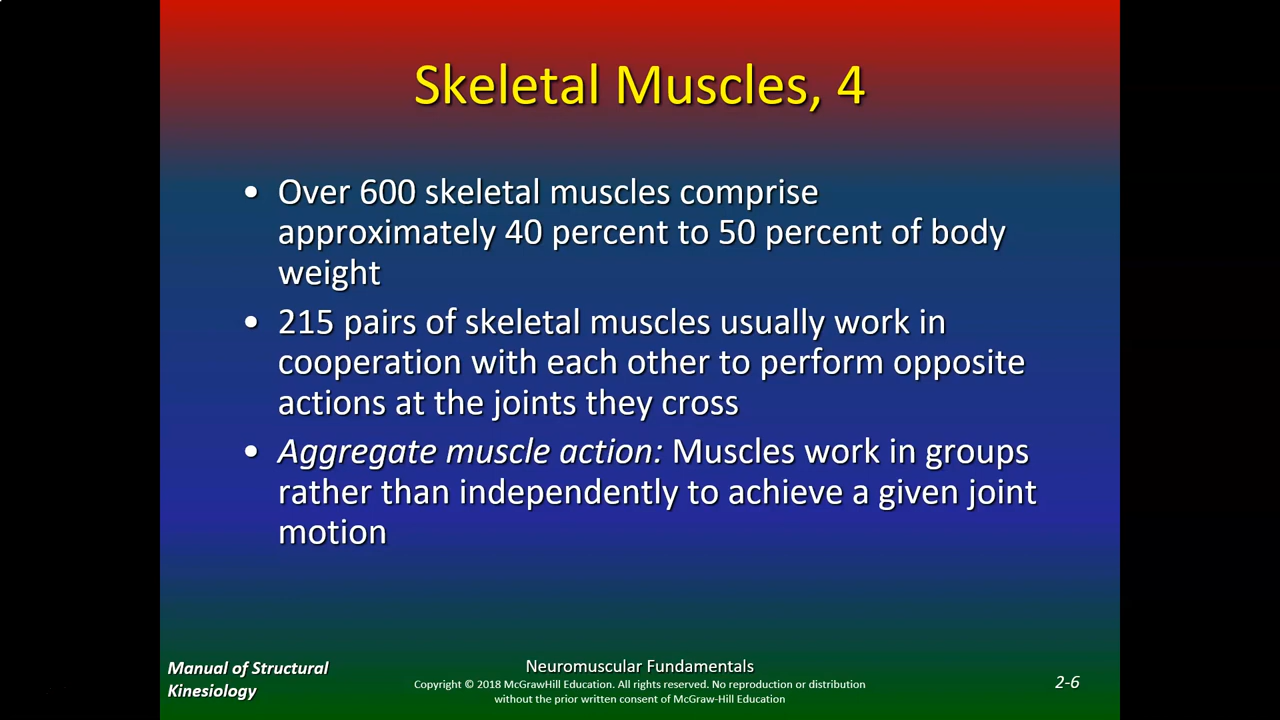 Skeletal Muscles, 4
• Over 600 skeletal muscles comprise
approximately 40 percent to 50 percent of body
weight
• 215 pairs of skeletal muscles usually work in
cooperation with each other to perform opposite
actions at the joints they cross
• Aggregate muscle action: Muscles work in groups
rather than independently to achieve a given joint
motion
Manual of Structural
Kinesiology
Neuromuscular Fundamentals
Copyright © 2018 McGrawHill Education. All rights reserved. No reproduction or distribution
without the prior written consent of McGraw-Hill Education
2-6